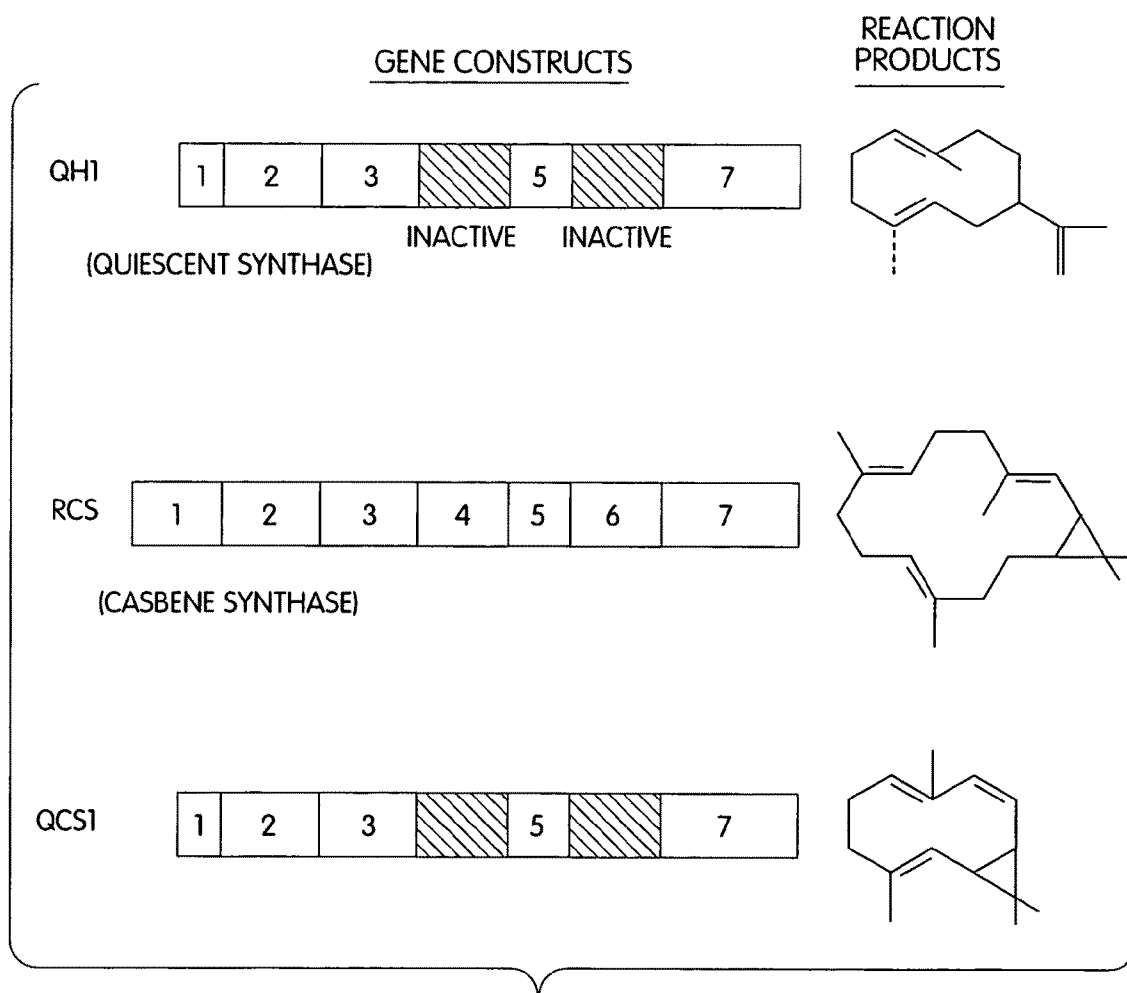 GENE CONSTRUCTS
REACTION
PRODUCTS
QH1
1 2 3 5 7
INACTIVE INACTIVE
(QUIESCENT SYNTHASE)
RCS
1 2 3 4 5 6 7
(CASBENE SYNTHASE)
QCS1
1 2 3 5 7